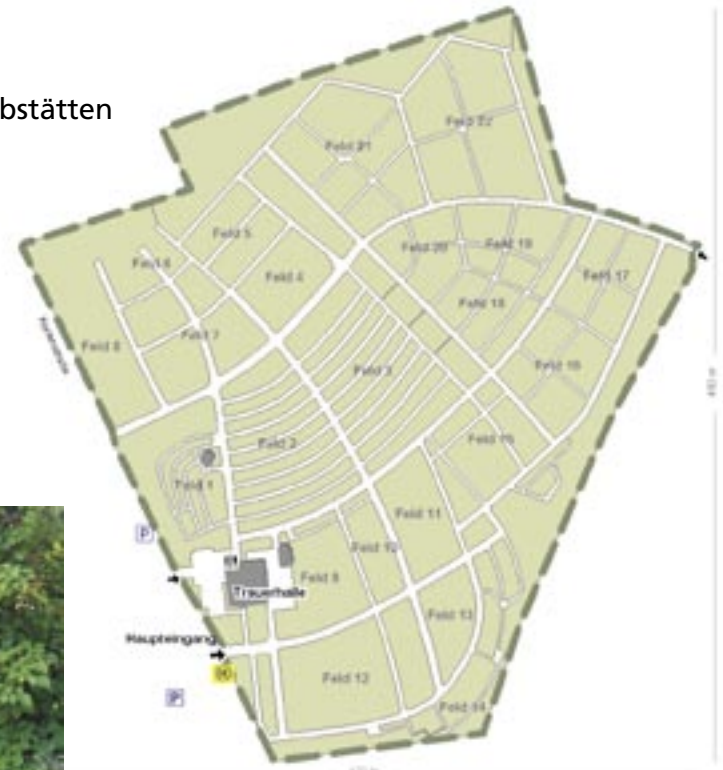 bstätten
Feld 22
Feld 21
Feld 5
Feld 20
Feld 19
Feld 6
Feld 4
Feld 17
Feld 18
Feld 7
Feld 8
Feld 3
Feld 16
Feld 2
Feld 15
Feld 1
Feld 11
P
Feld 10
Feld 9
Trauerhalle
Feld 13
Haupteingang
H
Feld 12
P
Feld 14